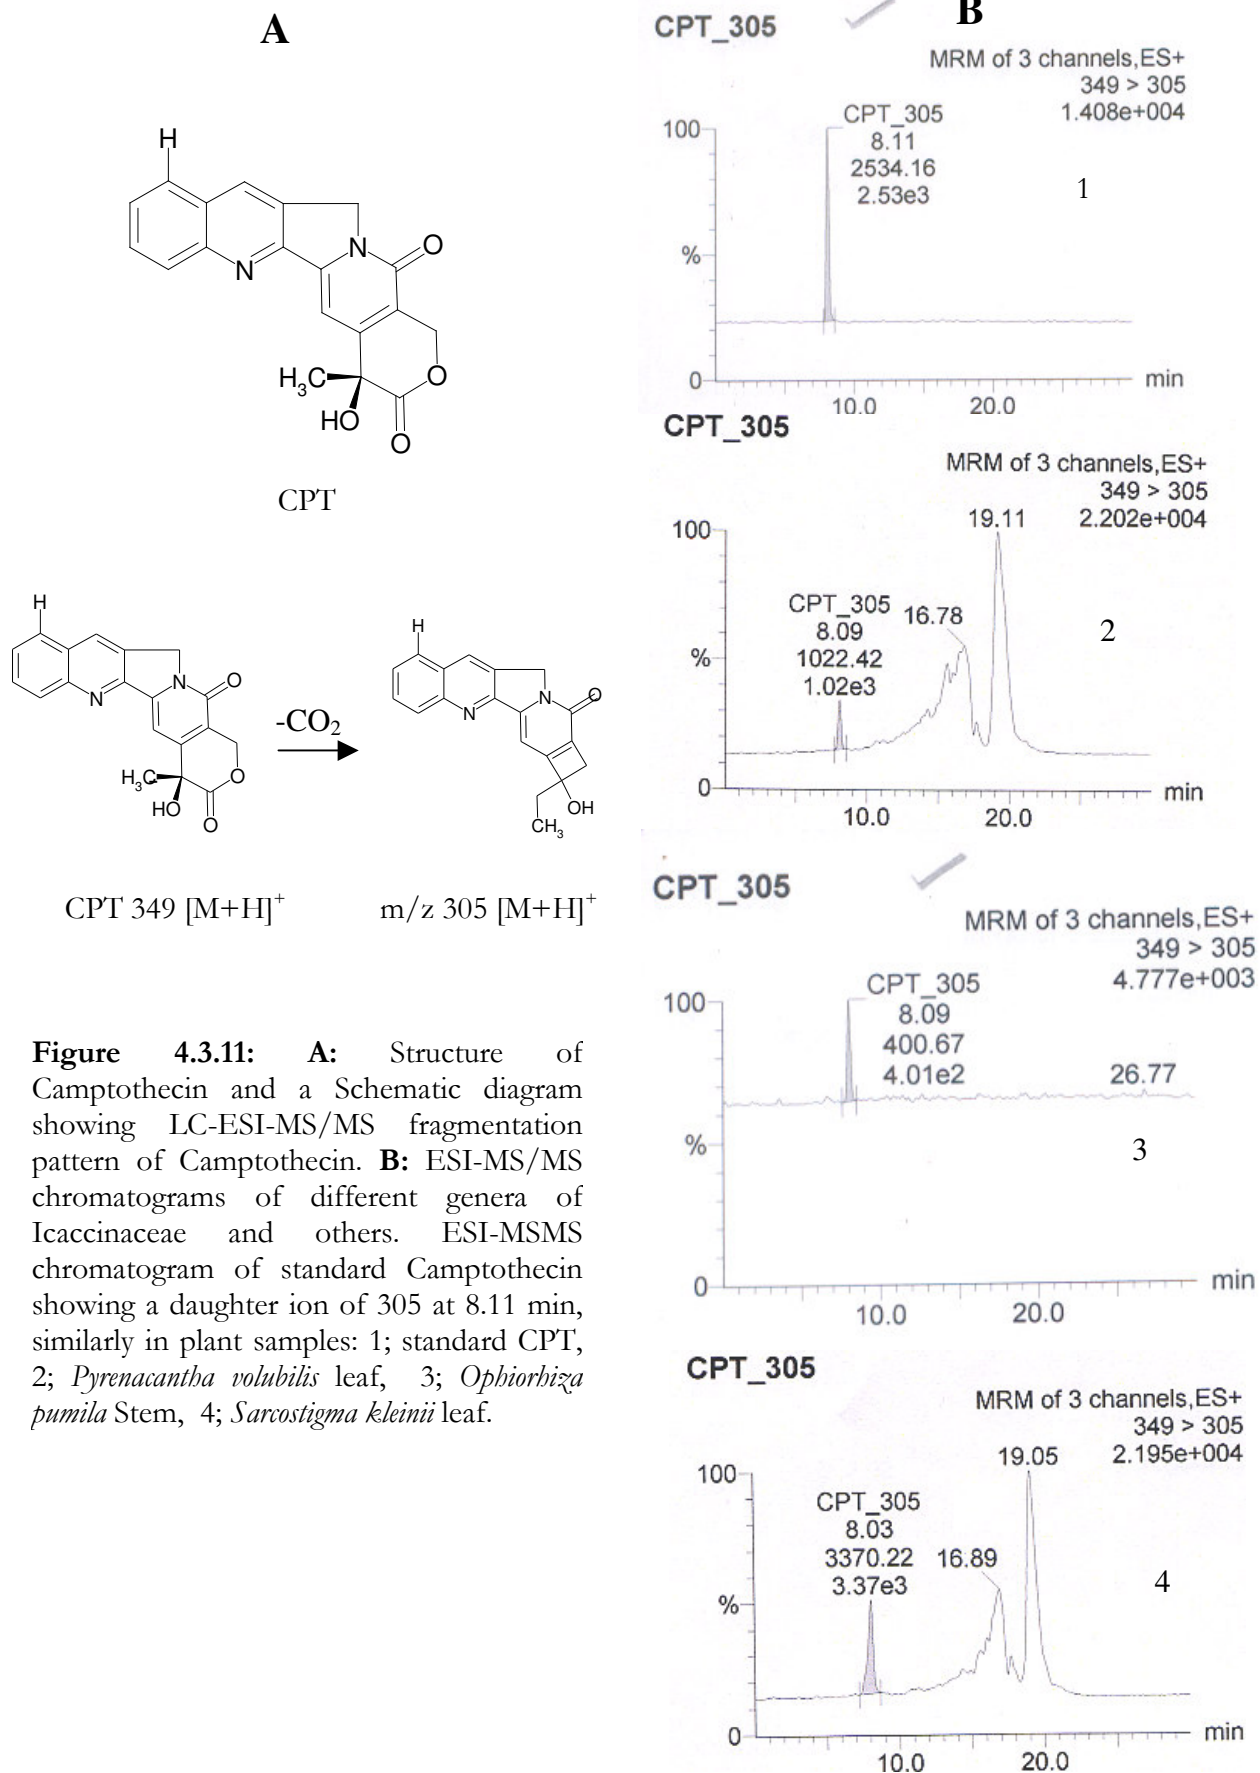 A
H
N
N
O
H3C
HO
O
O
CPT
H
N
N
O
H3C
HO
O
O
-CO2
H
N
N
O
OH
CH3
CPT 349 [M+H]+
m/z 305 [M+H]+
Figure 4.3.11: A: Structure of
Camptothecin and a Schematic diagram
showing LC-ESI-MS/MS fragmentation
pattern of Camptothecin. B: ESI-MS/MS
chromatograms of different genera of
Icaccinaceae and others. ESI-MSMS
chromatogram of standard Camptothecin
showing a daughter ion of 305 at 8.11 min,
similarly in plant samples: 1; standard CPT,
2; Pyrenacantha volubilis leaf, 3; Ophiorhiza
pumila Stem, 4; Sarcostigma kleinii leaf.
B
CPT_305
MRM of 3 channels,ES+
349 > 305
1.408e+004
CPT_305
8.11
2534.16
2.53e3
1
100
%
0
10.0 20.0
min
CPT_305
MRM of 3 channels,ES+
349 > 305
2.202e+004
19.11
CPT_305
8.09
1022.42
1.02e3
16.78
2
100
%
0
10.0 20.0
min
CPT_305
MRM of 3 channels,ES+
349 > 305
4.777e+003
CPT_305
8.09
400.67
4.01e2
26.77
3
100
%
0
10.0 20.0
min
CPT_305
MRM of 3 channels,ES+
349 > 305
2.195e+004
19.05
CPT_305
8.03
3370.22
3.37e3
16.89
4
100
%
0
10.0 20.0
min